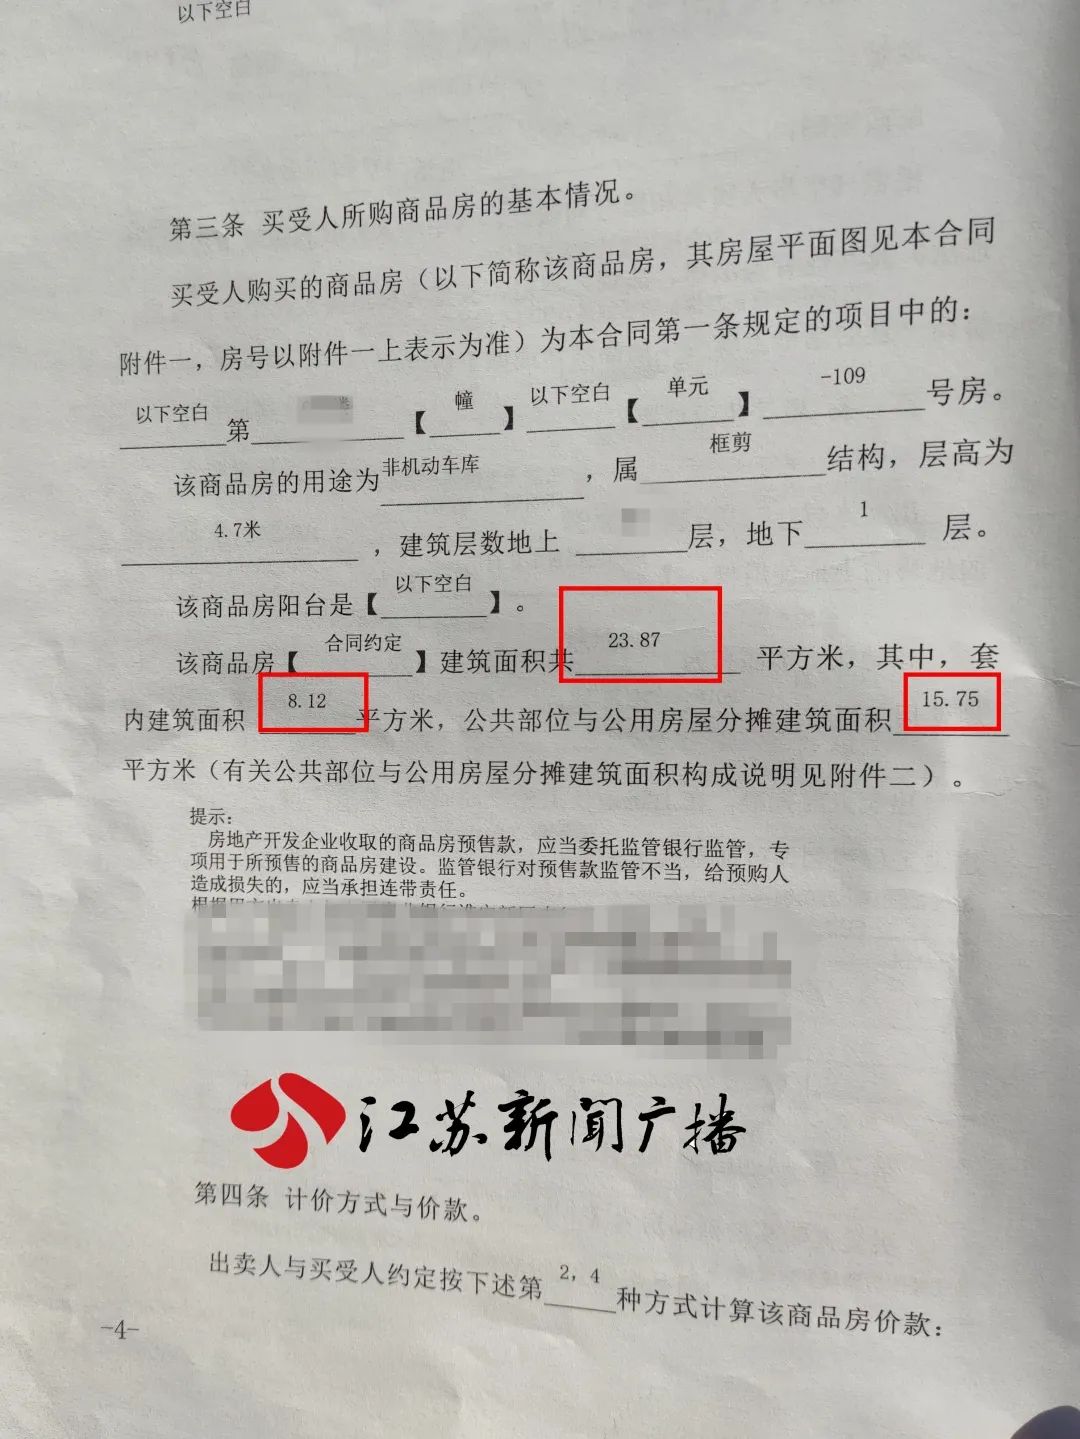 以下空白
第三条 买受人所购商品房的基本情况。
买受人购买的商品房（以下简称该商品房，其房屋平面图见本合同
附件一，房号以附件一上表示为准）为本合同第一条规定的项目中的：
以下空白第【幢】以下空白【单元】-109号房。
该商品房的用途为非机动车库，属框剪结构，层高为
4.7米，建筑层数地上层，地下1层。
该商品房阳台是【以下空白】。
该商品房【合同约定】建筑面积共23.87平方米，其中，套
内建筑面积8.12平方米，公共部位与公用房屋分摊建筑面积15.75
平方米（有关公共部位与公用房屋分摊建筑面积构成说明见附件二）。
提示：
房地产开发企业收取的商品房预售款，应当委托监管银行监管，专
项用于所预售的商品房建设。监管银行对预售款监管不当，给预购人
造成损失的，应当承担连带责任。
江苏新闻广播
第四条 计价方式与价款。
出卖人与买受人约定按下述第2，4种方式计算该商品房价款：
-4-